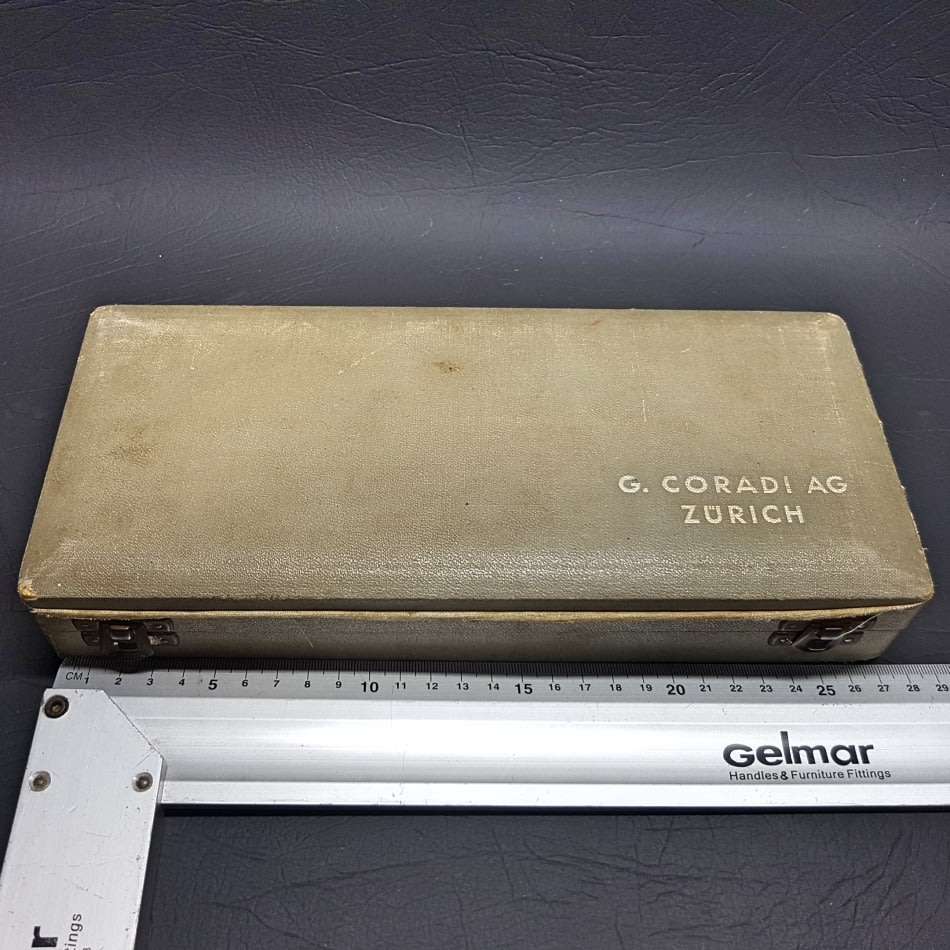 G. CORADI AG
ZÜRICH
CM 1 2 3 4 5 6 7 8 9 10 11 12 13 14 15 16 17 18 19 20 21 22 23 24 25 26 27 28 29
Gelmar
Handles & Furniture Fittings
r
tings